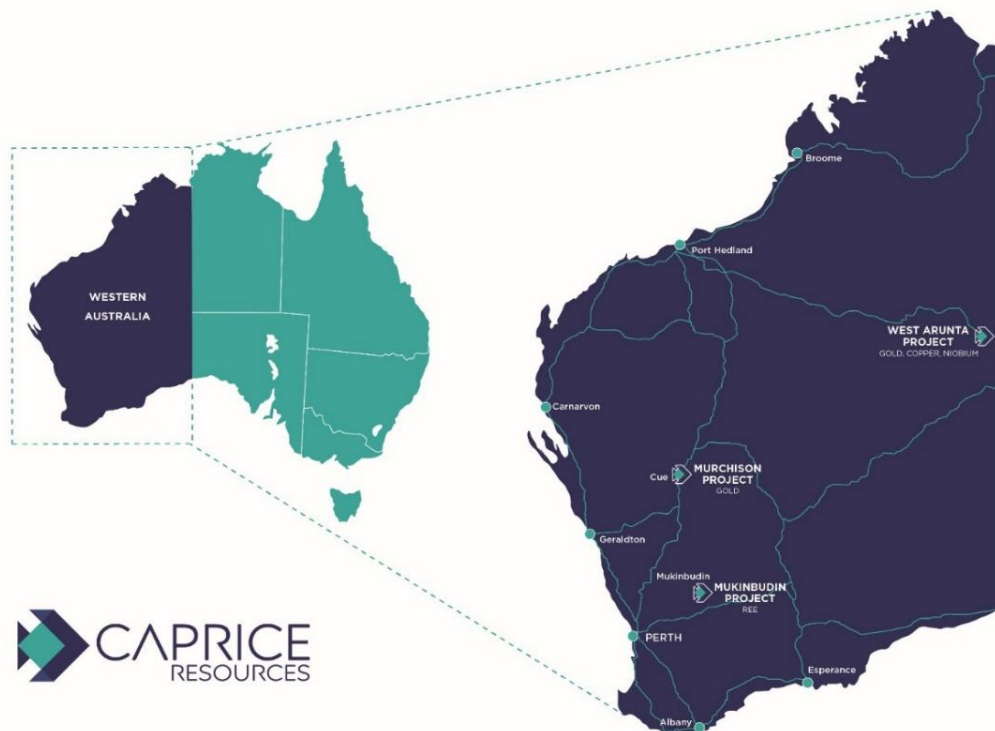 WESTERN
AUSTRALIA
CAPRICE
RESOURCES
Broome
Port Hedland
WEST ARUNTA
PROJECT
GOLD, COPPER, NIOBIUM
Carnarvon
Cue
MURCHISON
PROJECT
GOLD
Geraldton
Mukinbudin
MUKINBUDIN
PROJECT
REE
PERTH
Esperance
Albany